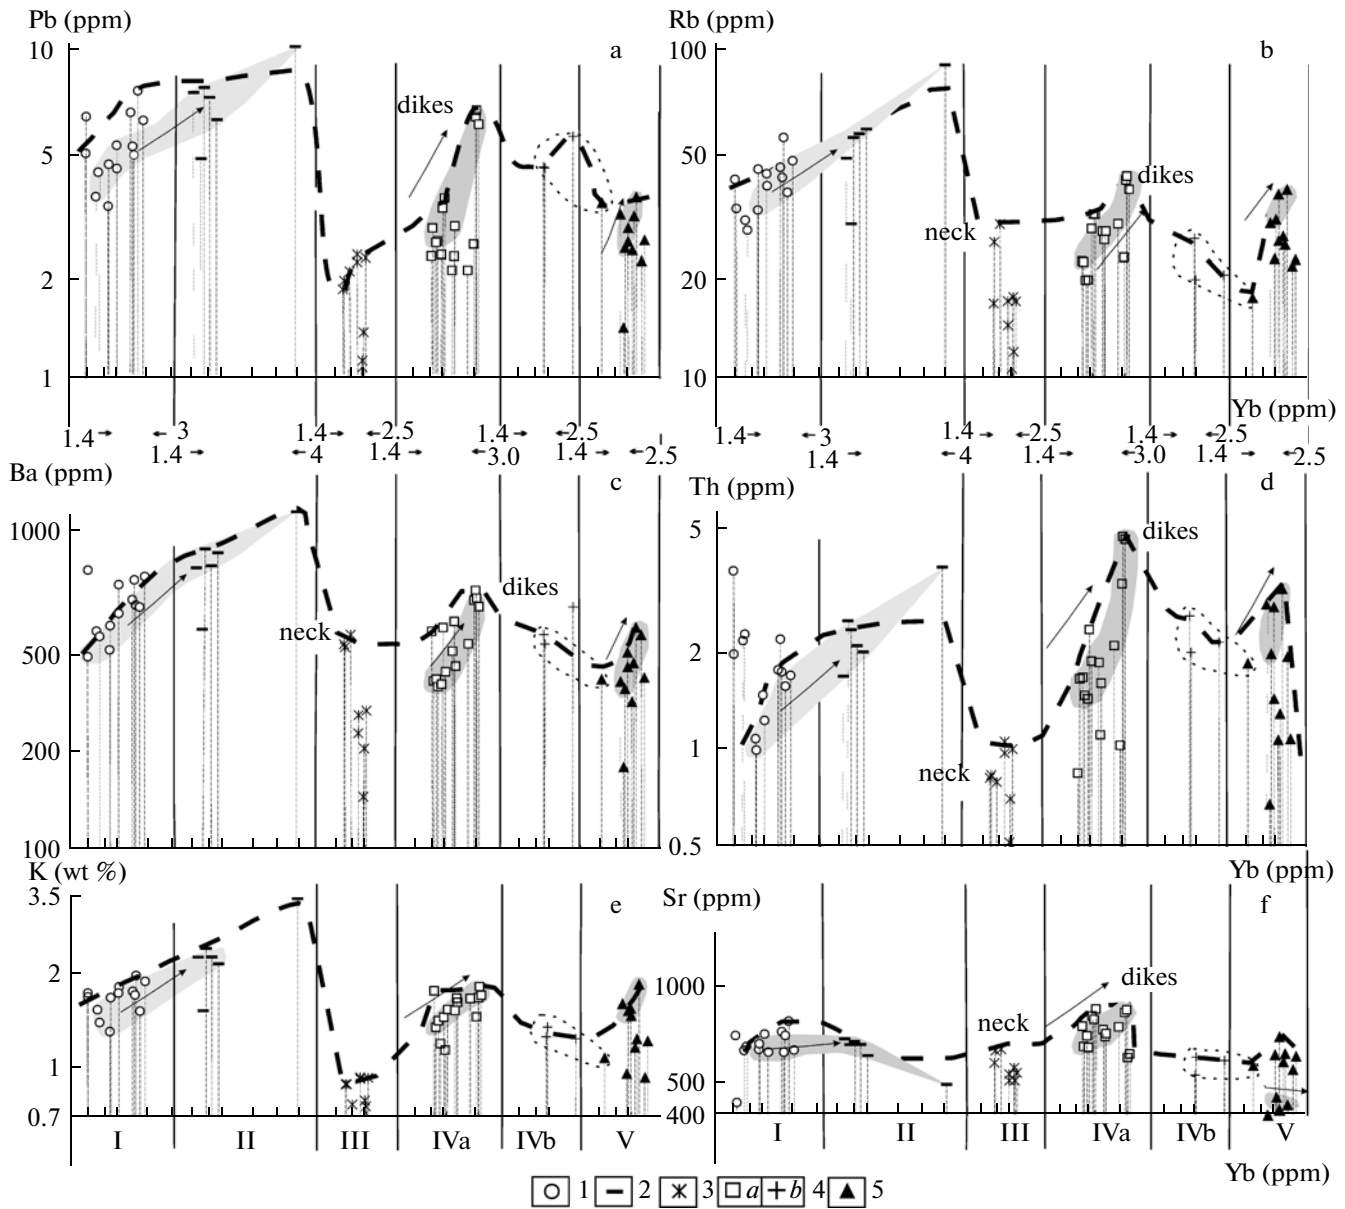 Pb (ppm)
a
10
5
2
1
dikes
Rb (ppm)
b
100
50
20
10
neck
dikes
Yb (ppm)
1.4 3 1.4 2.5 1.4 2.5
1.4 4 1.4 3.0 1.4 2.5
1.4 3 1.4 2.5 1.4
1.4 4 1.4 3.0 1.4 2.5
Ba (ppm)
c
1000
500
200
100
neck
dikes
Th (ppm)
d
5
2
1
0.5
neck
dikes
Yb (ppm)
K (wt %)
e
3.5
2
1
0.7
I II III IVa IVb V
Sr (ppm)
f
1000
500
400
neck
dikes
I II III IVa IVb V
Yb (ppm)
1 2 3 a b 4 5